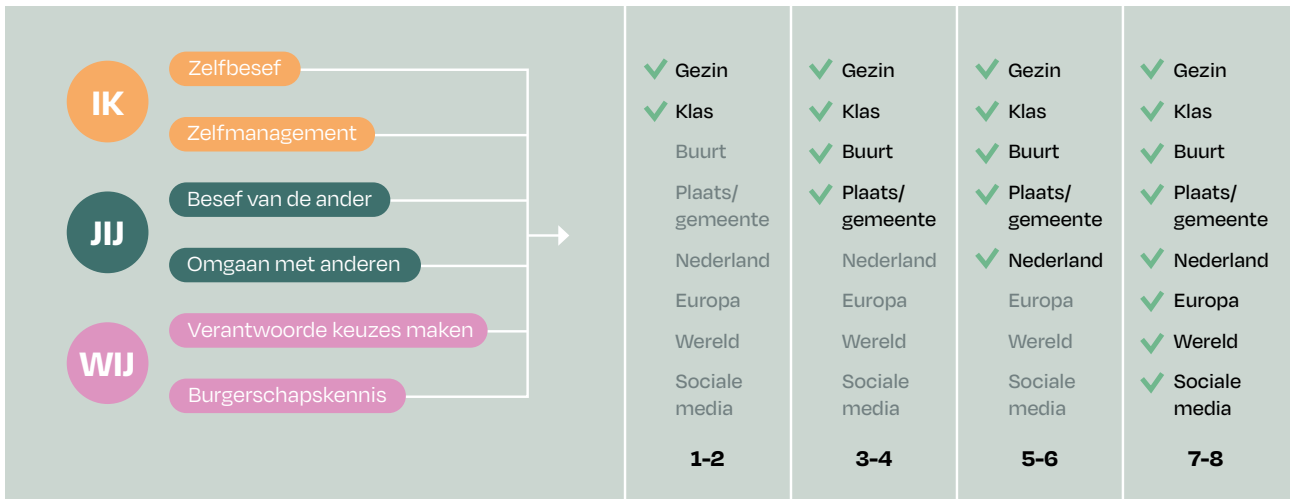 IK
Zelfbesef
Zelfmanagement
JIJ
Besef van de ander
Omgaan met anderen
WIJ
Verantwoorde keuzes maken
Burgerschapskennis
Gezin
Klas
Buurt
Plaats/
gemeente
Nederland
Europa
Wereld
Sociale
media
1-2
Gezin
Klas
Buurt
Plaats/
gemeente
Nederland
Europa
Wereld
Sociale
media
3-4
Gezin
Klas
Buurt
Plaats/
gemeente
Nederland
Europa
Wereld
Sociale
media
5-6
Gezin
Klas
Buurt
Plaats/
gemeente
Nederland
Europa
Wereld
Sociale
media
7-8